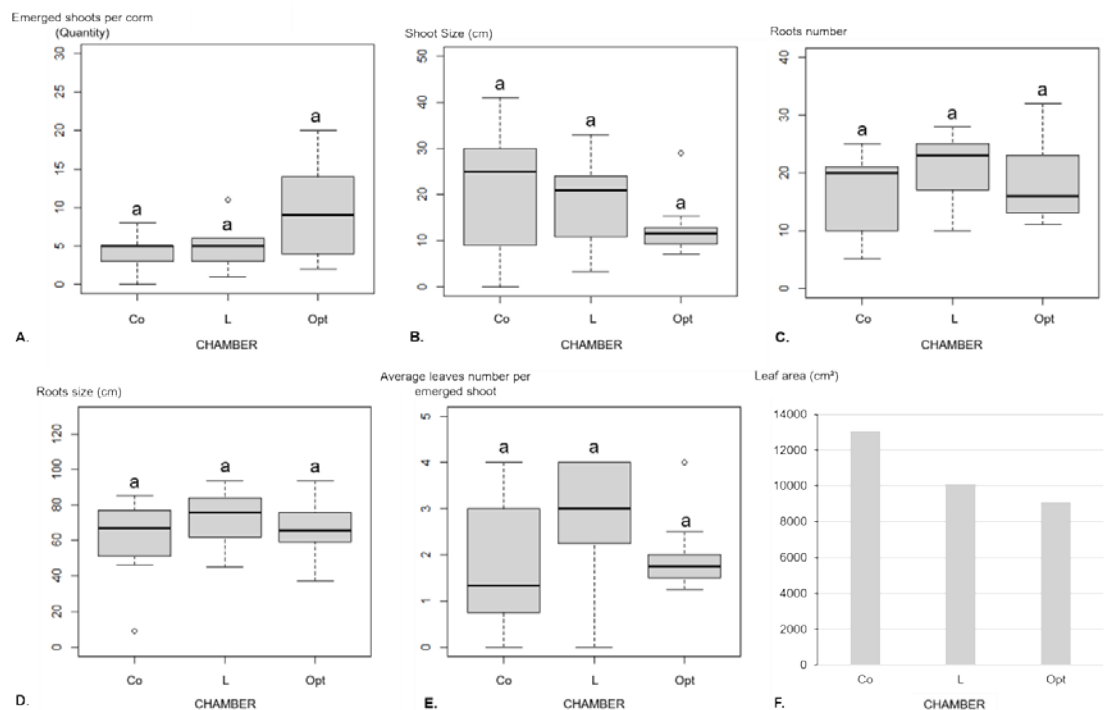 Emerged shoots per corm
(Quantity)
30
25
20
15
10
5
0
a
a
a
Co L Opt
A. CHAMBER
Shoot Size (cm)
50
40
30
20
10
0
a
a
a
Co L Opt
B. CHAMBER
Roots number
40
30
20
10
0
a
a
a
Co L Opt
C. CHAMBER
Roots size (cm)
120
100
80
60
40
20
0
a
a
a
Co L Opt
D. CHAMBER
Average leaves number per
emerged shoot
5
4
3
2
1
0
a
a
a
Co L Opt
E. CHAMBER
Leaf area (cm²)
14000
12000
10000
8000
6000
4000
2000
0
Co L Opt
F. CHAMBER